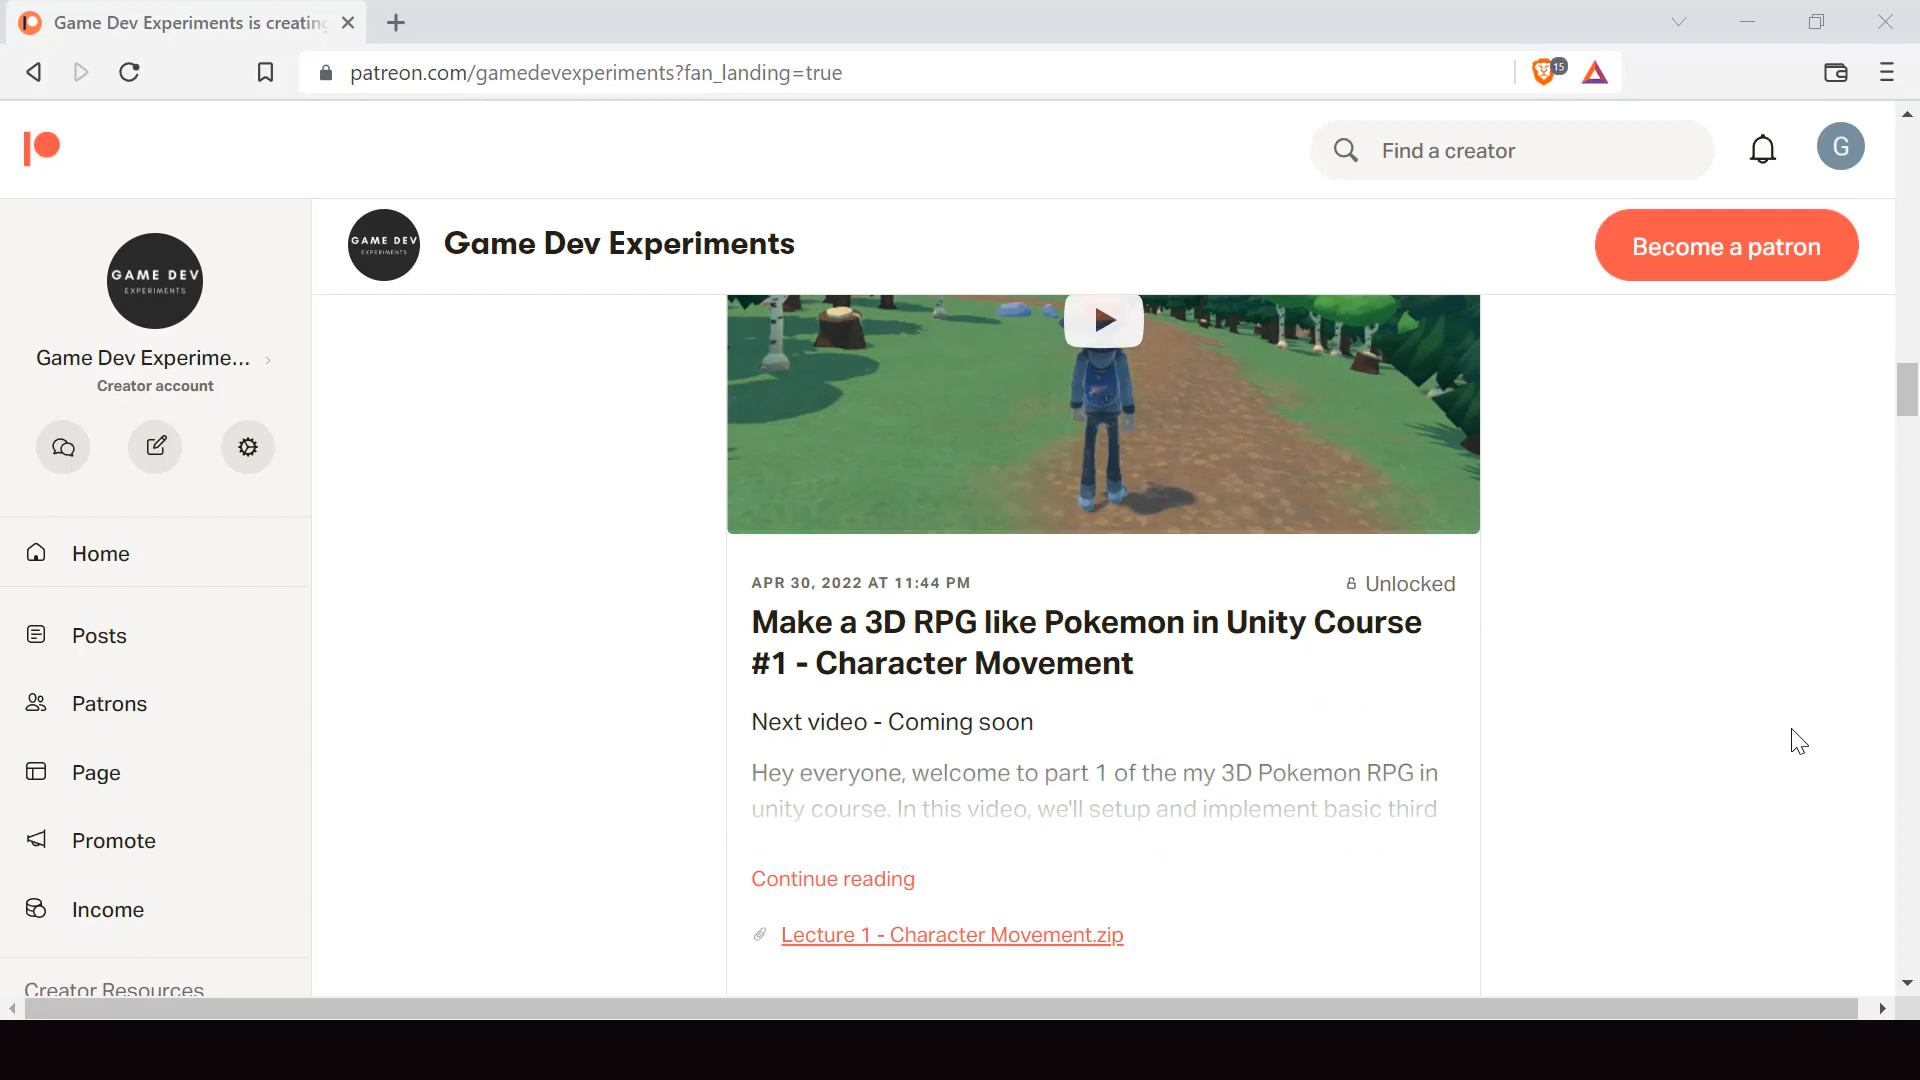 Game Dev Experiments is creating
patreon.com/gamedevexperiments?fan_landing=true
15
Find a creator
G
GAME DEV
EXPERIMENTS
Game Dev Experime...
Creator account
Home
Posts
Patrons
Page
Promote
Income
Creator Resources
GAME DEV
EXPERIMENTS
Game Dev Experiments
Become a patron
APR 30, 2022 AT 11:44 PM
Unlocked
Make a 3D RPG like Pokemon in Unity Course
#1 - Character Movement
Next video - Coming soon
Hey everyone, welcome to part 1 of the my 3D Pokemon RPG in
unity course. In this video, we'll setup and implement basic third
Continue reading
Lecture 1 - Character Movement.zip